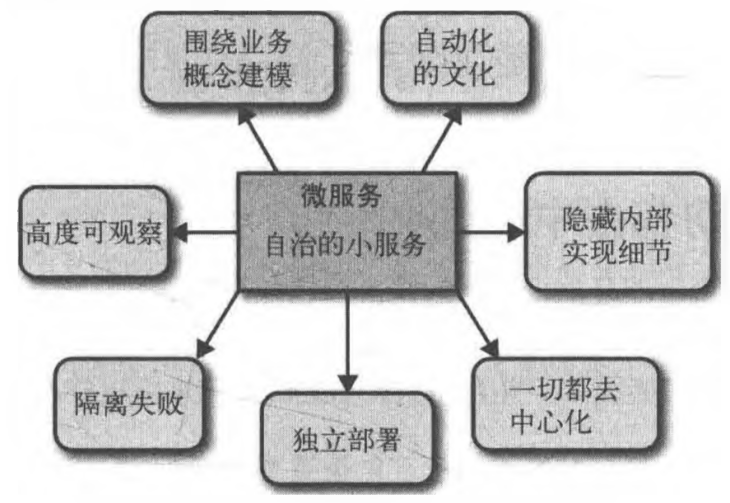 围绕业务
概念建模
自动化
的文化
微服务
自治的小服务
高度可观察
隐藏内部
实现细节
隔离失败
独立部署
一切都去
中心化